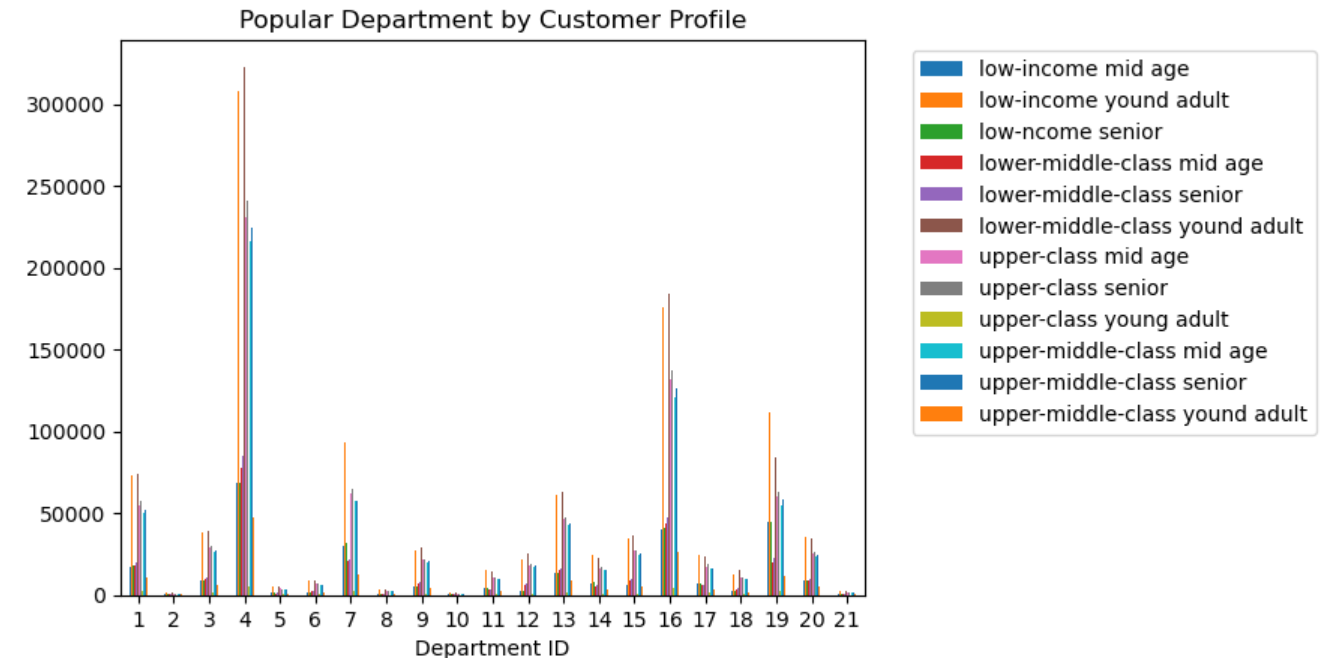 Popular Department by Customer Profile
300000
250000
200000
150000
100000
50000
0
1 2 3 4 5 6 7 8 9 10 11 12 13 14 15 16 17 18 19 20 21
Department ID
low-income mid age
low-income yound adult
low-ncome senior
lower-middle-class mid age
lower-middle-class senior
lower-middle-class yound adult
upper-class mid age
upper-class senior
upper-class young adult
upper-middle-class mid age
upper-middle-class senior
upper-middle-class yound adult